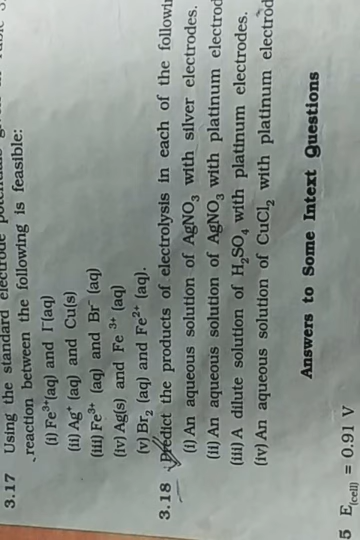 3.17 Using the standard electrode
reaction between the following is feasible:
(i) Fe³⁺(aq) and I⁻(aq)
(ii) Ag⁺ (aq) and Cu(s)
(iii) Fe³⁺ (aq) and Br⁻ (aq)
(iv) Ag(s) and Fe ³⁺ (aq)
(v) Br₂ (aq) and Fe²⁺ (aq).
3.18 Predict the products of electrolysis in each of the
(i) An aqueous solution of AgNO₃ with silver electrodes.
(ii) An aqueous solution of AgNO₃ with platinum electrod
(iii) A dilute solution of H₂SO₄ with platinum electrodes.
(iv) An aqueous solution of CuCl₂ with platinum electrod
Answers to Some Intext Questions
5 E(cell) = 0.91 V